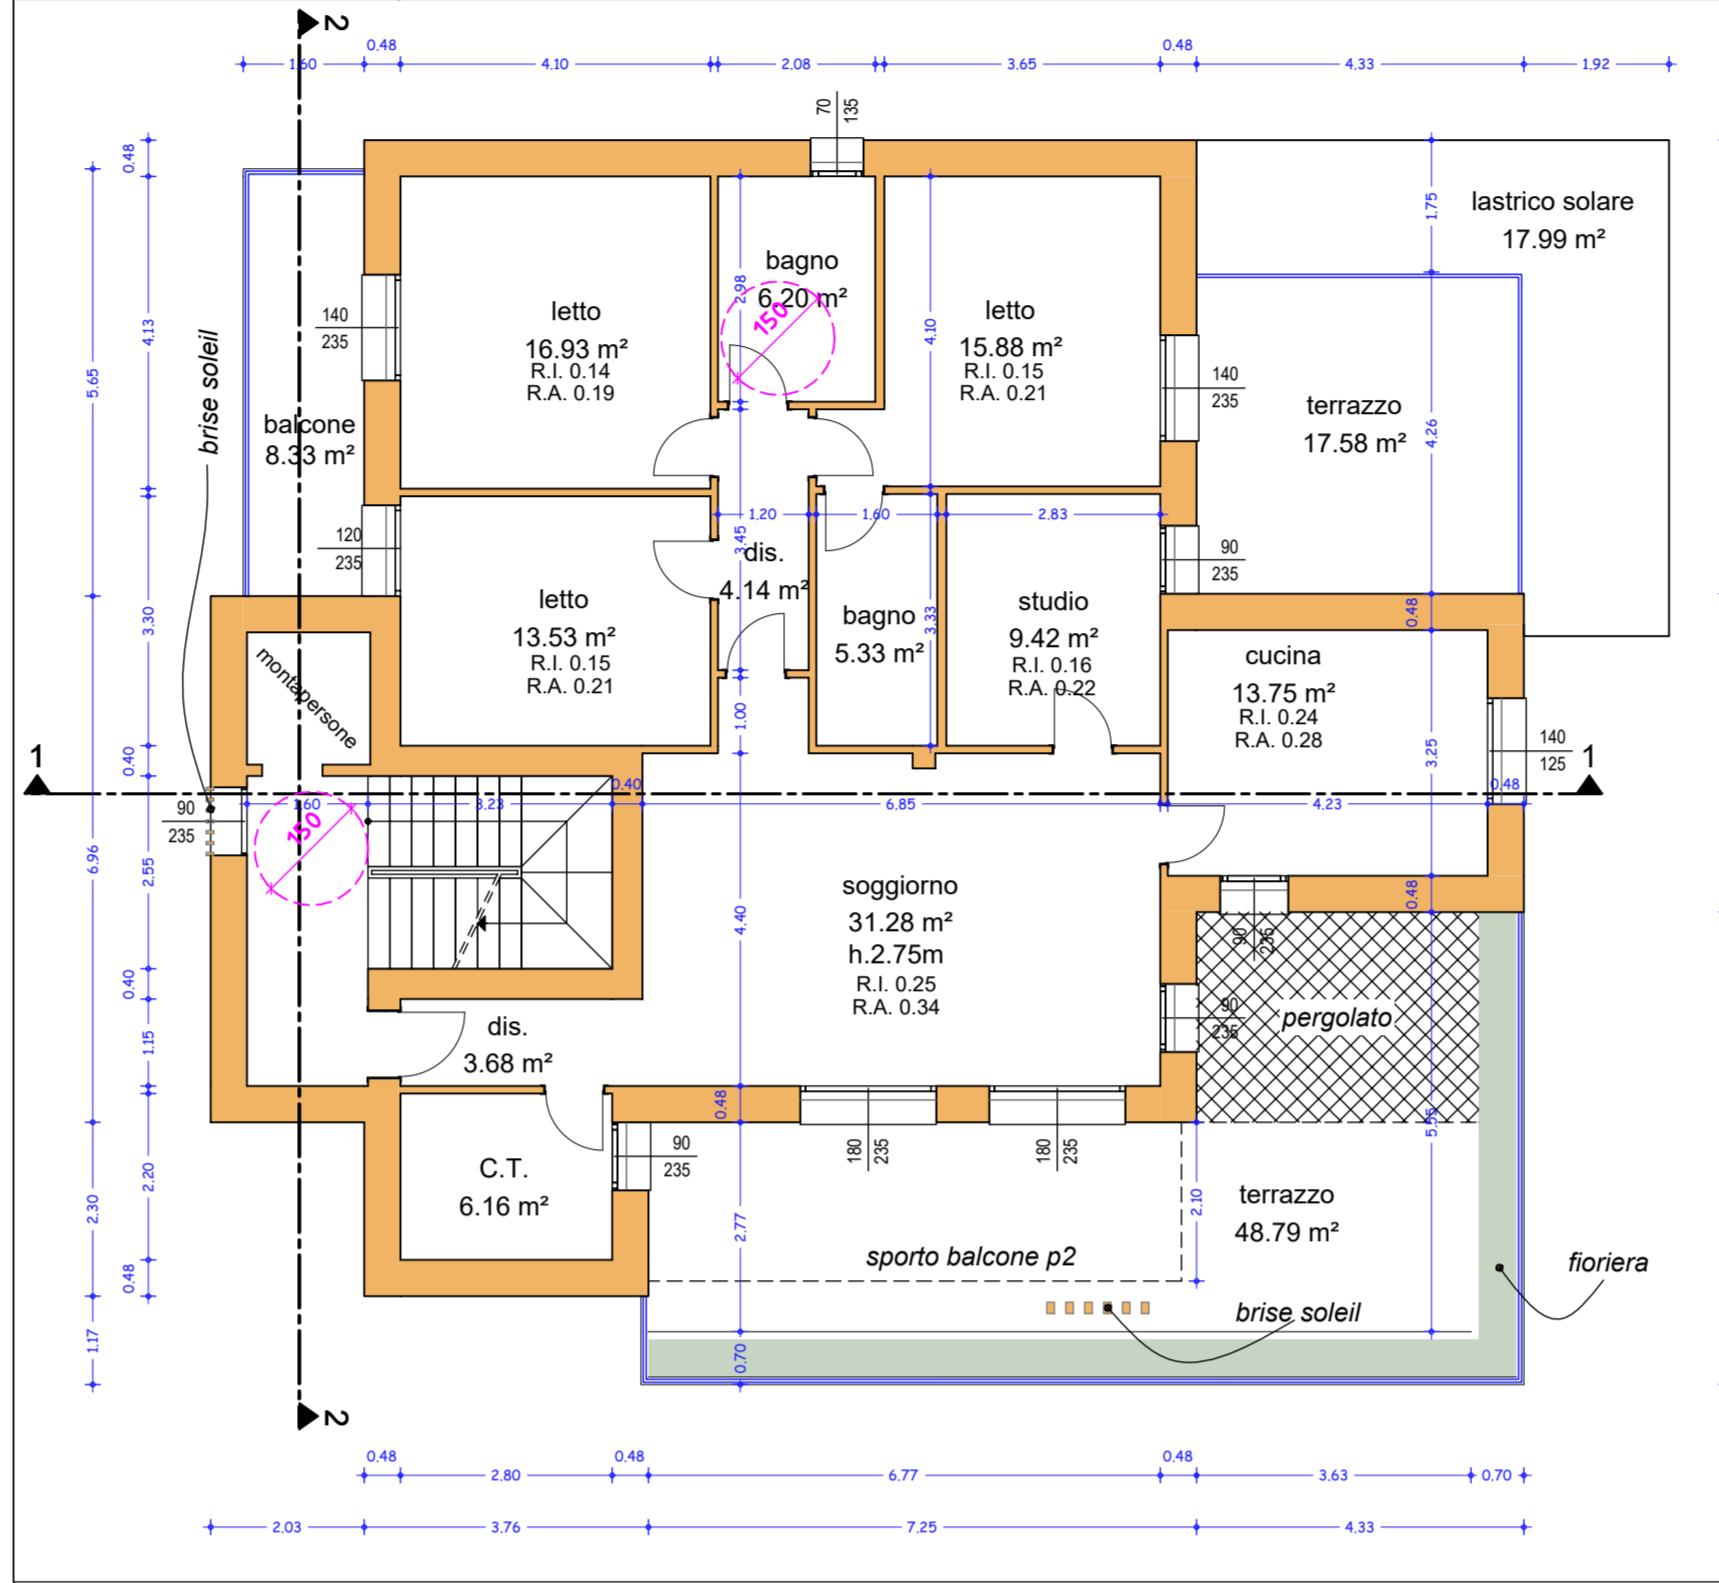 2
0.48
0.48
1.60
4.10
2.08
3.65
4.33
1.92
70
135
0.48
1.75
lastrico solare
17.99 m²
bagno
6.20 m²
2.98
150
letto
16.93 m²
R.I. 0.14
R.A. 0.19
letto
15.88 m²
R.I. 0.15
R.A. 0.21
4.10
140
235
140
235
4.13
5.65
brise soleil
balcone
8.33 m²
terrazzo
17.58 m²
4.26
1.20
1.60
2.83
3.45
120
235
90
235
dis.
4.14 m²
letto
13.53 m²
R.I. 0.15
R.A. 0.21
bagno
5.33 m²
3.33
studio
9.42 m²
R.I. 0.16
R.A. 0.22
3.30
0.48
montapersone
cucina
13.75 m²
R.I. 0.24
R.A. 0.28
1.00
3.25
140
125
1
1
0.40
0.40
0.48
90
235
1.60
3.23
6.85
4.23
150
6.96
2.55
soggiorno
31.28 m²
h.2.75m
R.I. 0.25
R.A. 0.34
4.40
0.48
90
235
0.40
90
235
pergolato
dis.
3.68 m²
1.15
0.48
5.55
180
235
180
235
90
235
C.T.
6.16 m²
2.20
2.30
2.77
2.10
terrazzo
48.79 m²
sporto balcone p2
fioriera
0.48
brise soleil
1.17
0.70
2
0.48
0.48
0.48
2.80
6.77
3.63
0.70
2.03
3.76
7.25
4.33